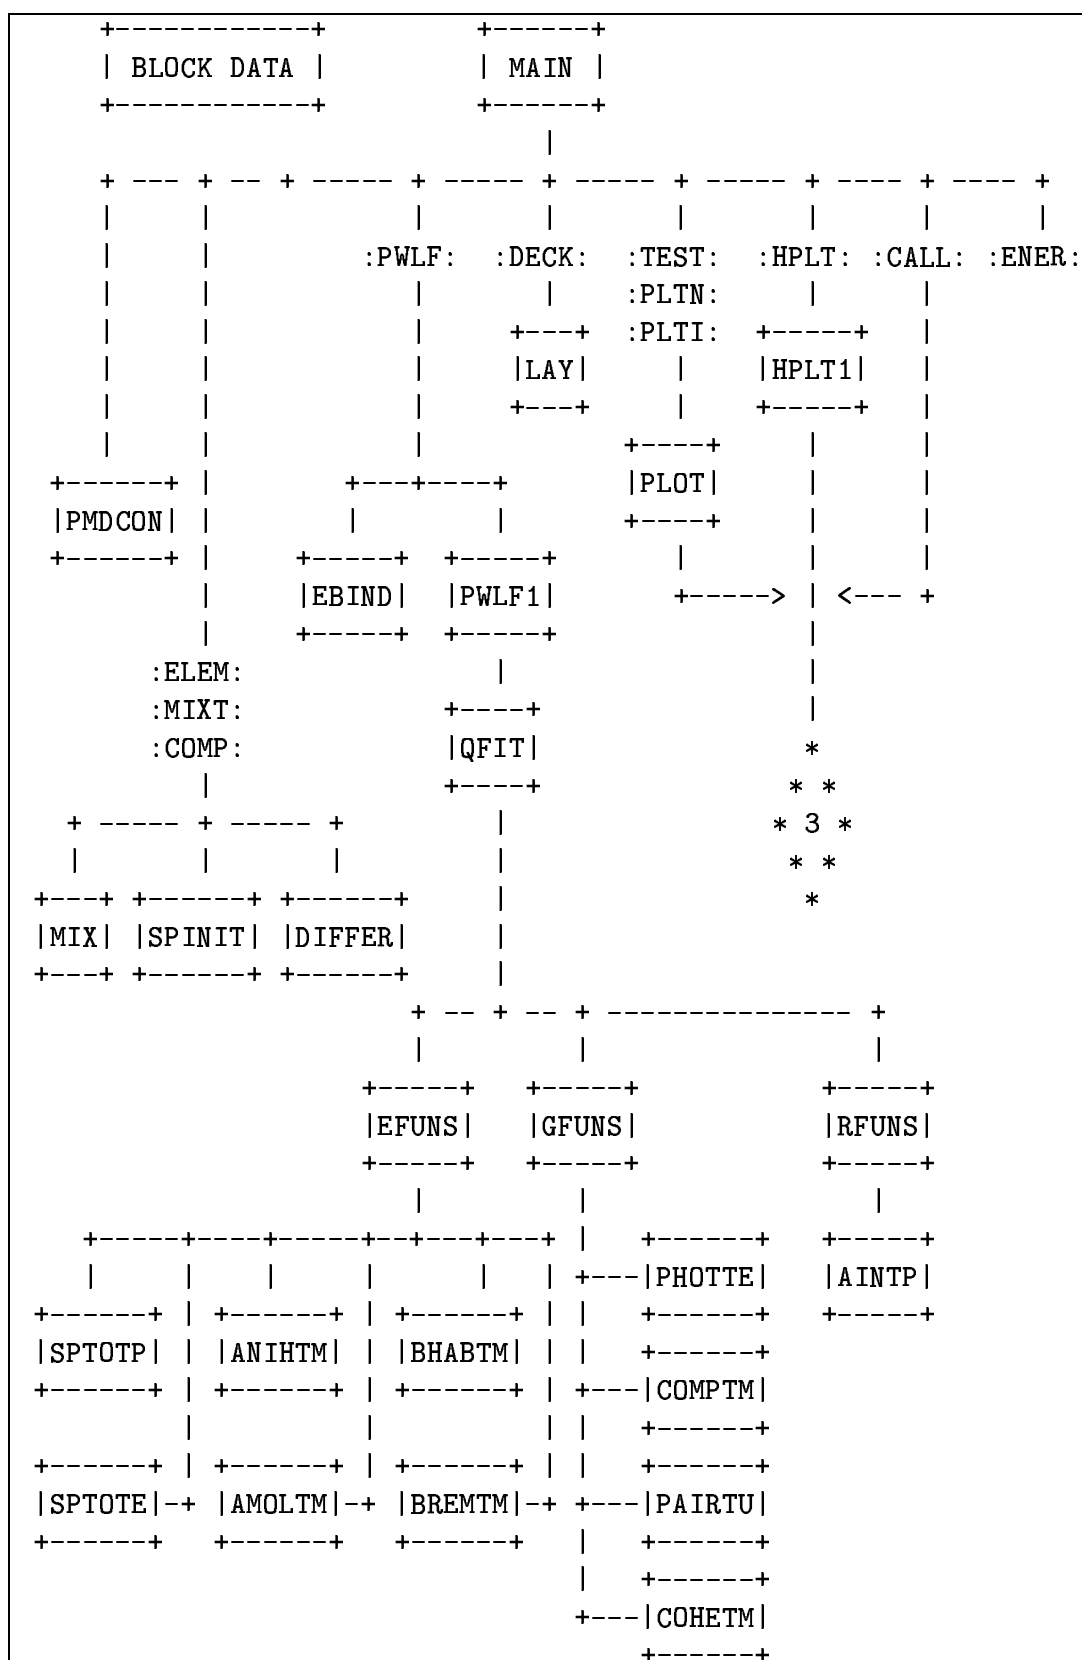 +------------+ +------+
| BLOCK DATA | | MAIN |
+------------+ +------+
|
+ --- + -- + ----- + ----- + ----- + ----- + ---- + ---- +
| | | | | | | |
| | :PWLF: :DECK: :TEST: :HPLT: :CALL: :ENER:
| | | | :PLTN: | |
| | | +---+ :PLTI: +-----+ |
| | | |LAY| | |HPLT1| |
| | | +---+ | +-----+ |
| | | +----+ | |
+------+ | +---+----+ |PLOT| | |
|PMDCON| | | | +----+ | |
+------+ | +-----+ +-----+ | | |
| |EBIND| |PWLF1| +-----> | <--- +
| +-----+ +-----+ |
:ELEM: | |
:MIXT: +----+ |
:COMP: |QFIT| *
| +----+ * *
+ ----- + ----- + | * 3 *
| | | | * *
+---+ +------+ +------+ | *
|MIX| |SPINIT| |DIFFER| |
+---+ +------+ +------+ |
+ -- + -- + --------------- +
| | |
+-----+ +-----+ +-----+
|EFUNS| |GFUNS| |RFUNS|
+-----+ +-----+ +-----+
| | |
+-----+----+-----+--+---+---+ | +------+ +-----+
| | | | | | +---|PHOTTE| |AINTP|
+------+ | +------+ | +------+ | | +------+ +-----+
|SPTOTP| | |ANIHTM| | |BHABTM| | | +------+
+------+ | +------+ | +------+ | +---|COMPTM|
| | | | +------+
+------+ | +------+ | +------+ | | +------+
|SPTOTE|-+ |AMOLTM|-+ |BREMTM|-+ +---|PAIRTU|
+------+ +------+ +------+ | +------+
| +------+
+---|COHETM|
+------+